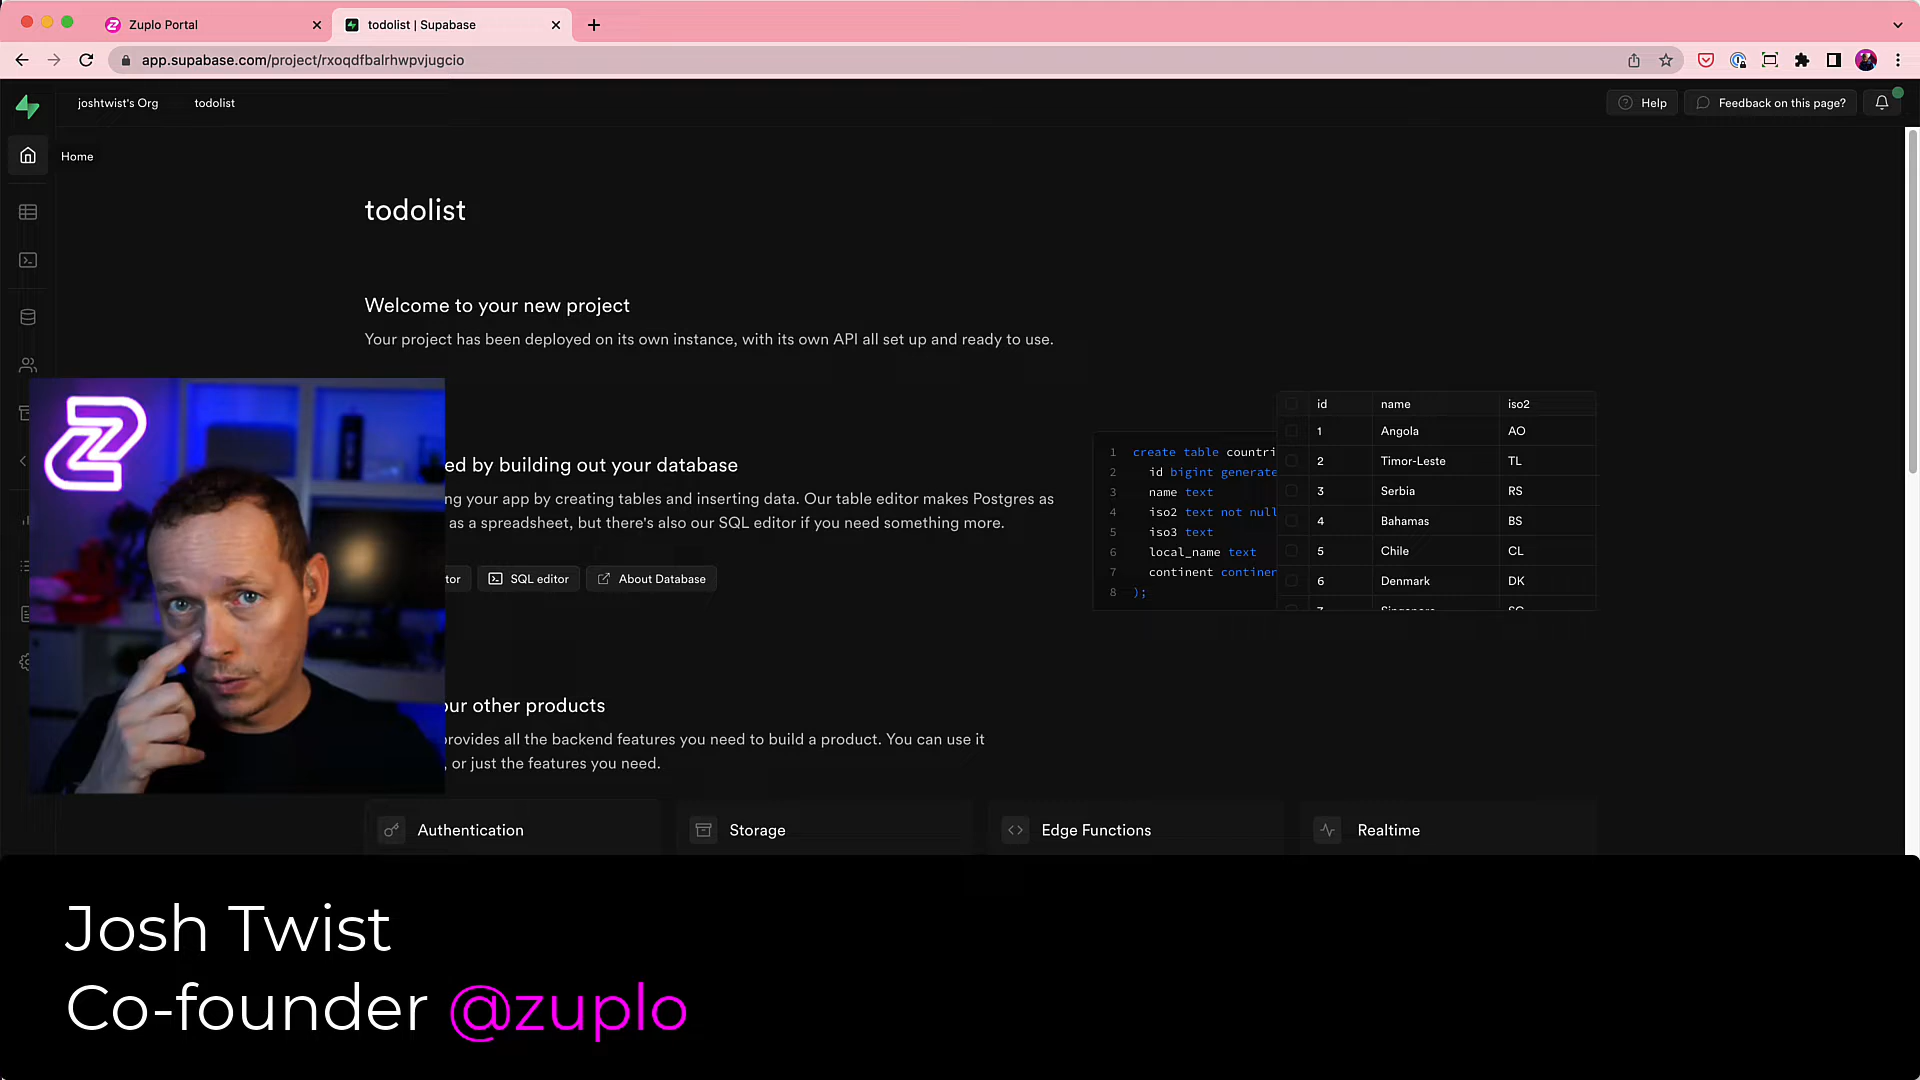 Zuplo Portal
todolist | Supabase
app.supabase.com/project/rxoqdfbalrhwpvjugcio
joshtwist's Org
todolist
Help
Feedback on this page?
Home
todolist
Welcome to your new project
Your project has been deployed on its own instance, with its own API all set up and ready to use.
ed by building out your database
ng your app by creating tables and inserting data. Our table editor makes Postgres as
as a spreadsheet, but there's also our SQL editor if you need something more.
tor
SQL editor
About Database
1 create table countri
2 id bigint generate
3 name text
4 iso2 text not null
5 iso3 text
6 local_name text
7 continent continen
8 );
id name iso2
1 Angola AO
2 Timor-Leste TL
3 Serbia RS
4 Bahamas BS
5 Chile CL
6 Denmark DK
our other products
provides all the backend features you need to build a product. You can use it
, or just the features you need.
Authentication
Storage
Edge Functions
Realtime
Josh Twist
Co-founder @zuplo